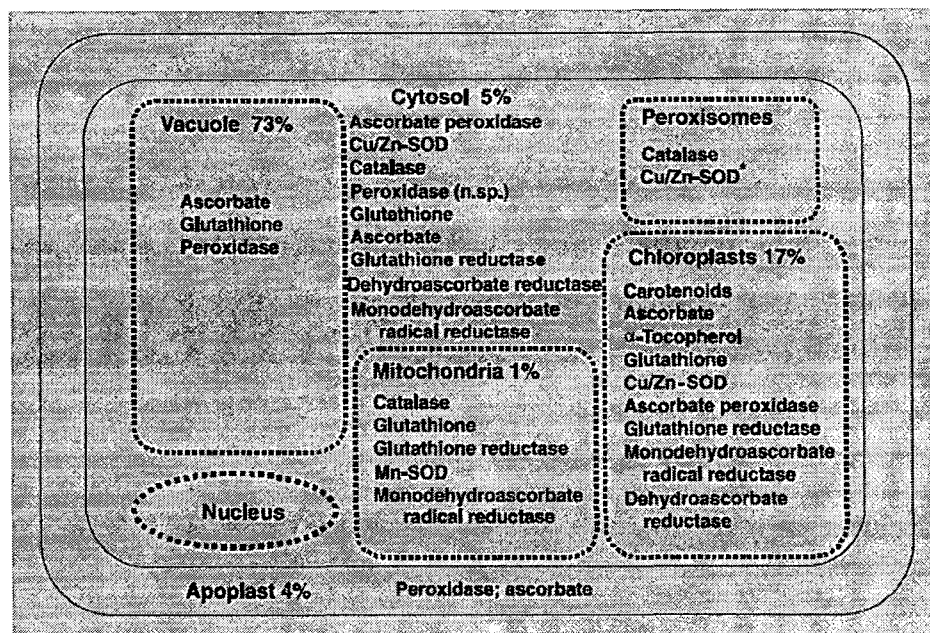 Cytosol 5%
Vacuole 73%
Ascorbate
Glutathione
Peroxidase
Ascorbate peroxidase
Cu/Zn-SOD
Catalase
Peroxidase (n.sp.)
Glutathione
Ascorbate
Glutathione reductase
Dehydroascorbate reductase
Monodehydroascorbate
radical reductase
Peroxisomes
Catalase
Cu/Zn-SOD*
Chloroplasts 17%
Carotenoids
Ascorbate
α-Tocopherol
Glutathione
Cu/Zn-SOD
Ascorbate peroxidase
Glutathione reductase
Monodehydroascorbate
radical reductase
Dehydroascorbate
reductase
Mitochondria 1%
Catalase
Glutathione
Glutathione reductase
Mn-SOD
Monodehydroascorbate
radical reductase
Nucleus
Apoplast 4%
Peroxidase; ascorbate